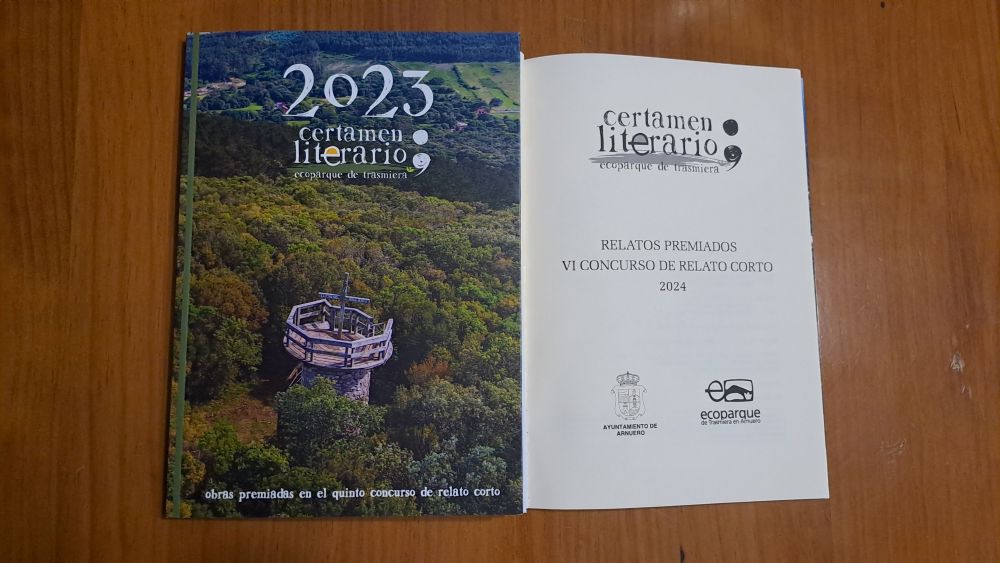 2023
certamen
literario;
ecoparque de trasmiera
obras premiadas en el quinto concurso de relato corto
certamen
literario;
ecoparque de trasmiera
RELATOS PREMIADOS
VI CONCURSO DE RELATO CORTO
2024
AYUNTAMIENTO DE
ARNUERO
ecoparque
de Trasmiera en Arnuero